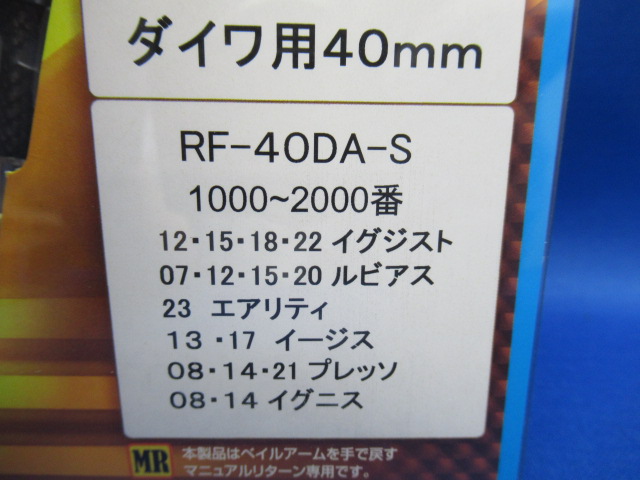 ダイワ用40mm
RF-40DA-S
1000~2000番
12・15・18・22 イグジスト
07・12・15・20 ルビアス
23 エアリティ
13・17 イージス
08・14・21 プレッソ
08・14 イグニス
MR 本製品はベイルアームを手で戻す
マニュアルリターン専用です。